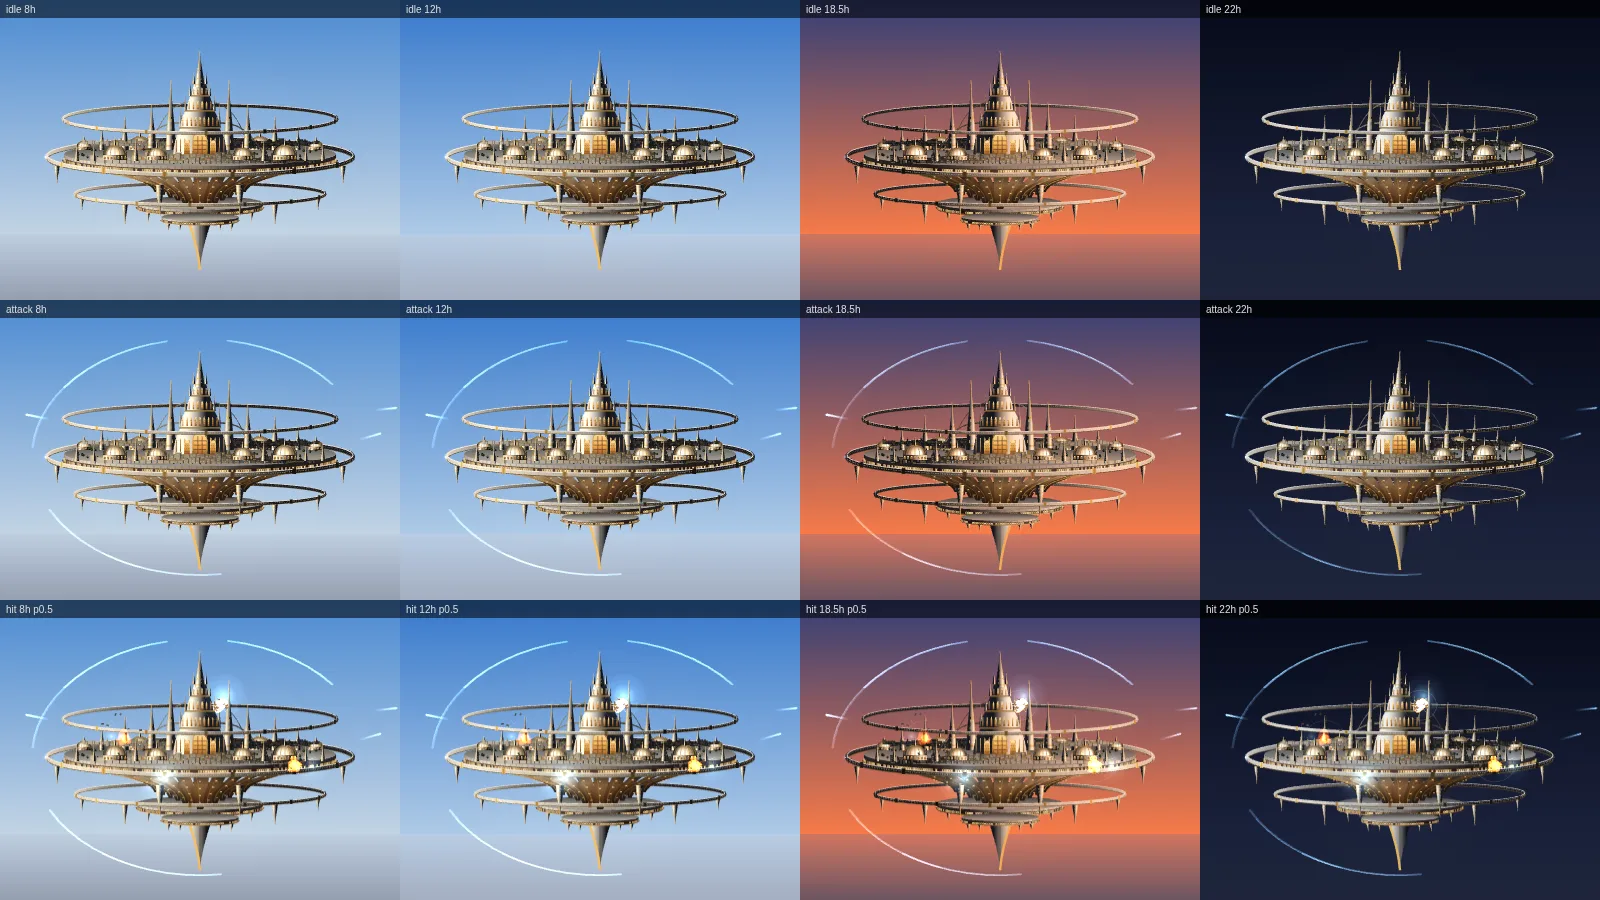 idle 8h
idle 12h
idle 18.5h
idle 22h
attack 8h
attack 12h
attack 18.5h
attack 22h
hit 8h p0.5
hit 12h p0.5
hit 18.5h p0.5
hit 22h p0.5